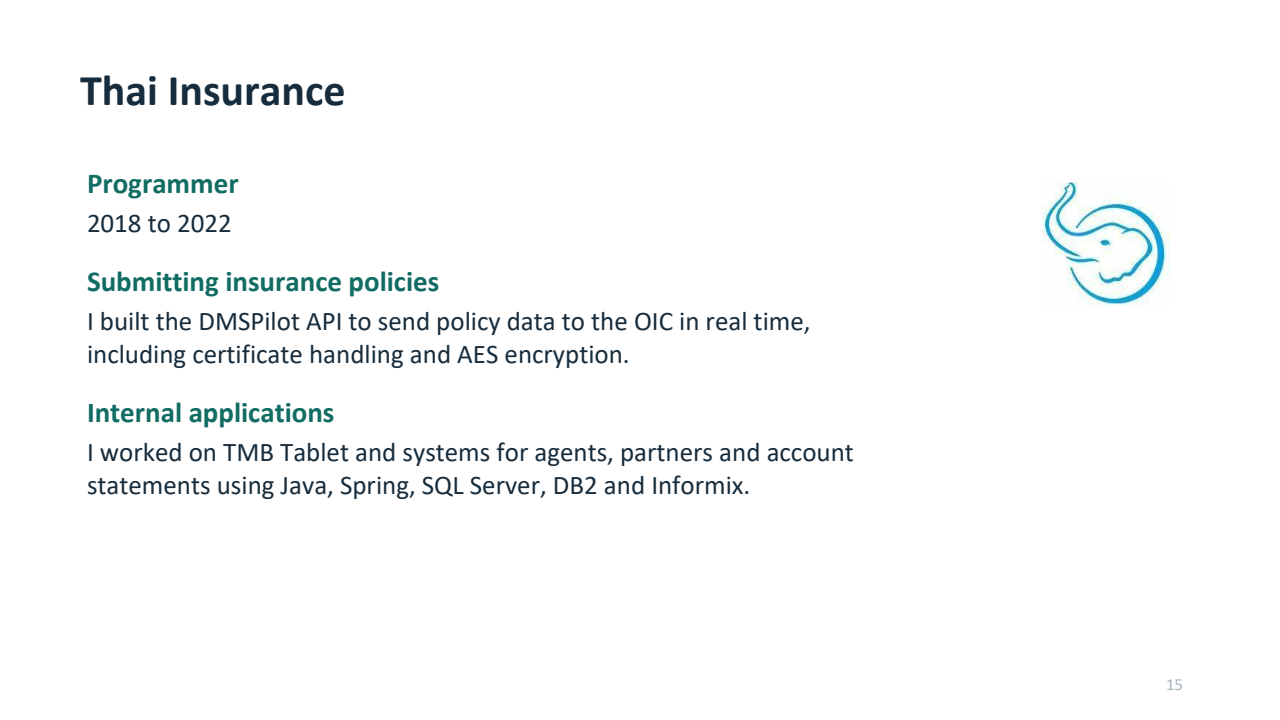 Thai Insurance
Programmer
2018 to 2022
Submitting insurance policies
I built the DMSPilot API to send policy data to the OIC in real time,
including certificate handling and AES encryption.
Internal applications
I worked on TMB Tablet and systems for agents, partners and account
statements using Java, Spring, SQL Server, DB2 and Informix.
15